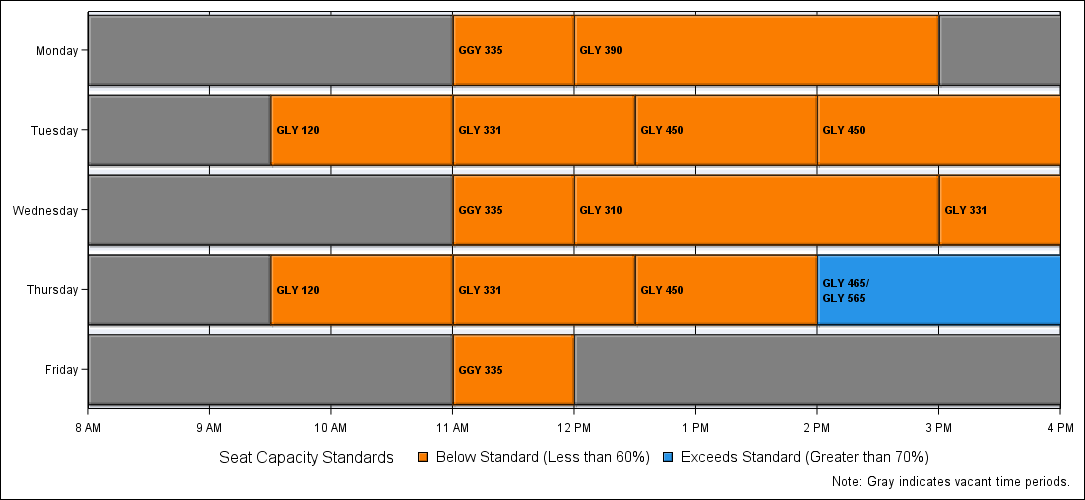 Monday
GGY 335
GLY 390
Tuesday
GLY 120
GLY 331
GLY 450
GLY 450
Wednesday
GGY 335
GLY 310
GLY 331
Thursday
GLY 120
GLY 331
GLY 450
GLY 465/
GLY 565
Friday
GGY 335
8 AM 9 AM 10 AM 11 AM 12 PM 1 PM 2 PM 3 PM 4 PM
Seat Capacity Standards Below Standard (Less than 60%) Exceeds Standard (Greater than 70%)
Note: Gray indicates vacant time periods.